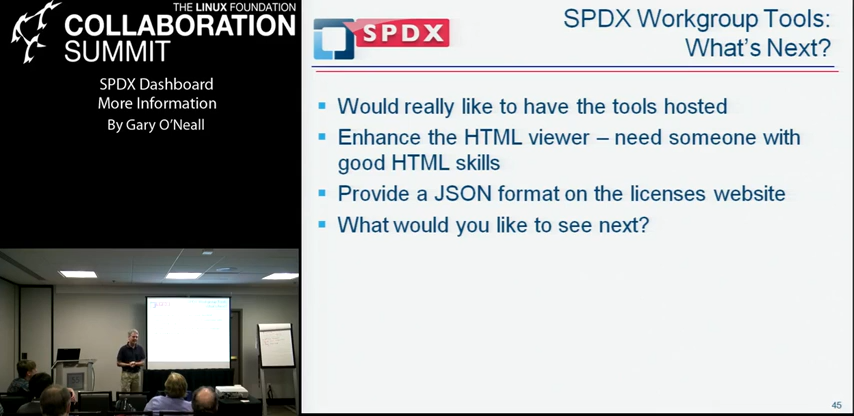 THE LINUX FOUNDATION
COLLABORATION
SUMMIT
SPDX Dashboard
More Information
By Gary O'Neall
SPDX
SPDX Workgroup Tools:
What's Next?
Would really like to have the tools hosted
Enhance the HTML viewer – need someone with
good HTML skills
Provide a JSON format on the licenses website
What would you like to see next?
45